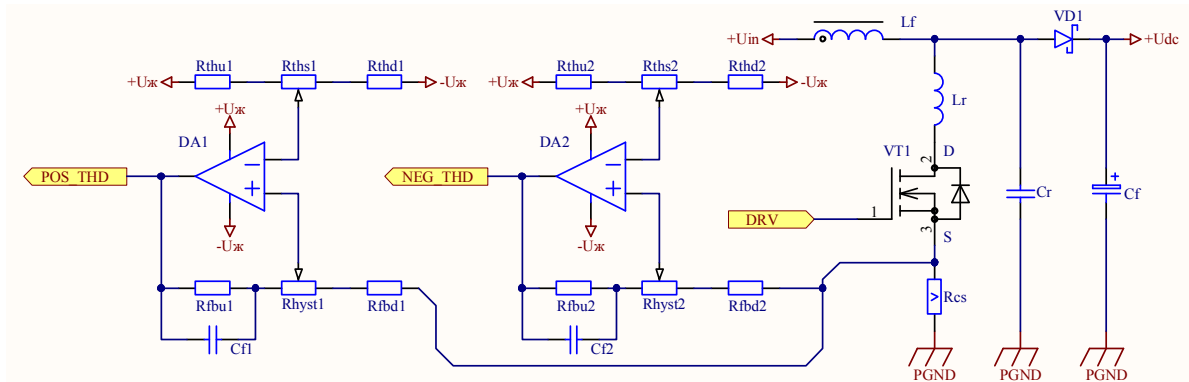 +Uin
Lf
VD1
+Udc
+Uж
Rthu1
Rths1
Rthd1
-Uж
+Uж
Rthu2
Rths2
Rthd2
-Uж
+Uж
+Uж
Lr
DA1
DA2
VT1
D
2
POS_THD
NEG_THD
DRV
1
3
S
Cr
+
Cf
-Uж
-Uж
Rfbu1
Rhyst1
Rfbd1
Rfbu2
Rhyst2
Rfbd2
Rcs
Cf1
Cf2
PGND
PGND
PGND